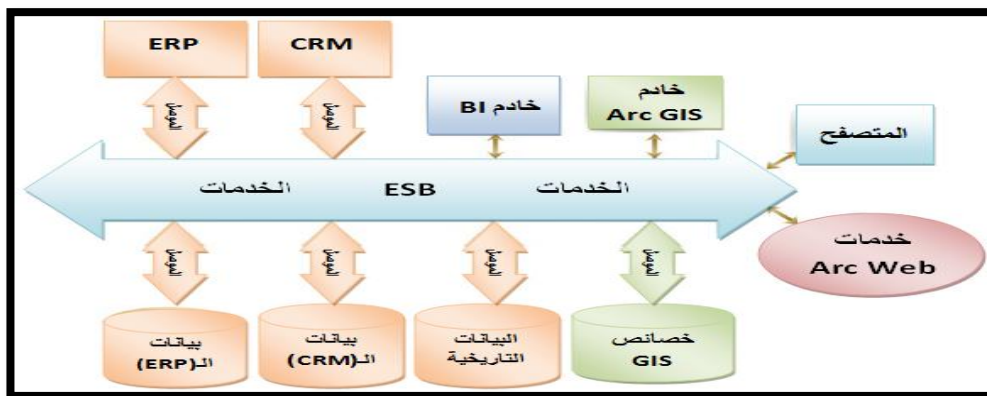 ERP
CRM
الموصل
الموصل
خادم BI
خادم
Arc GIS
المتصفح
الخدمات
ESB
الخدمات
خدمات
Arc Web
الموصل
الموصل
الموصل
الموصل
بيانات
الـ(ERP)
بيانات
الـ(CRM)
البيانات
التاريخية
خصائص
GIS